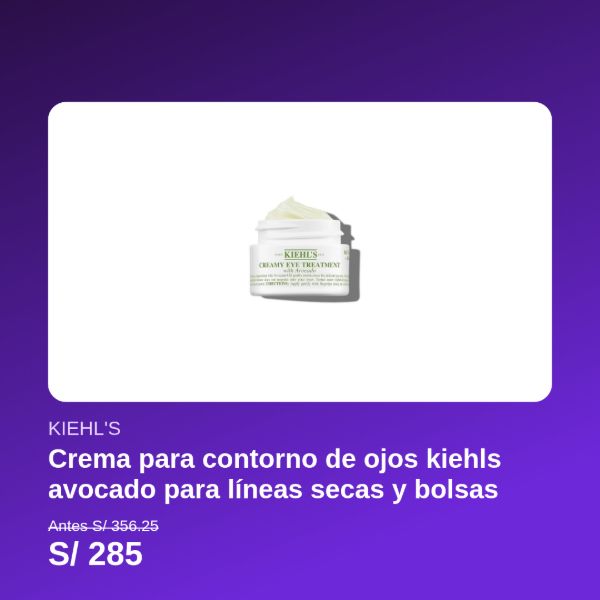 KIEHL'S
CREAMY EYE TREATMENT
with Avocado
KIEHL'S
Crema para contorno de ojos kiehls
avocado para líneas secas y bolsas
Antes S/ 356.25
S/ 285